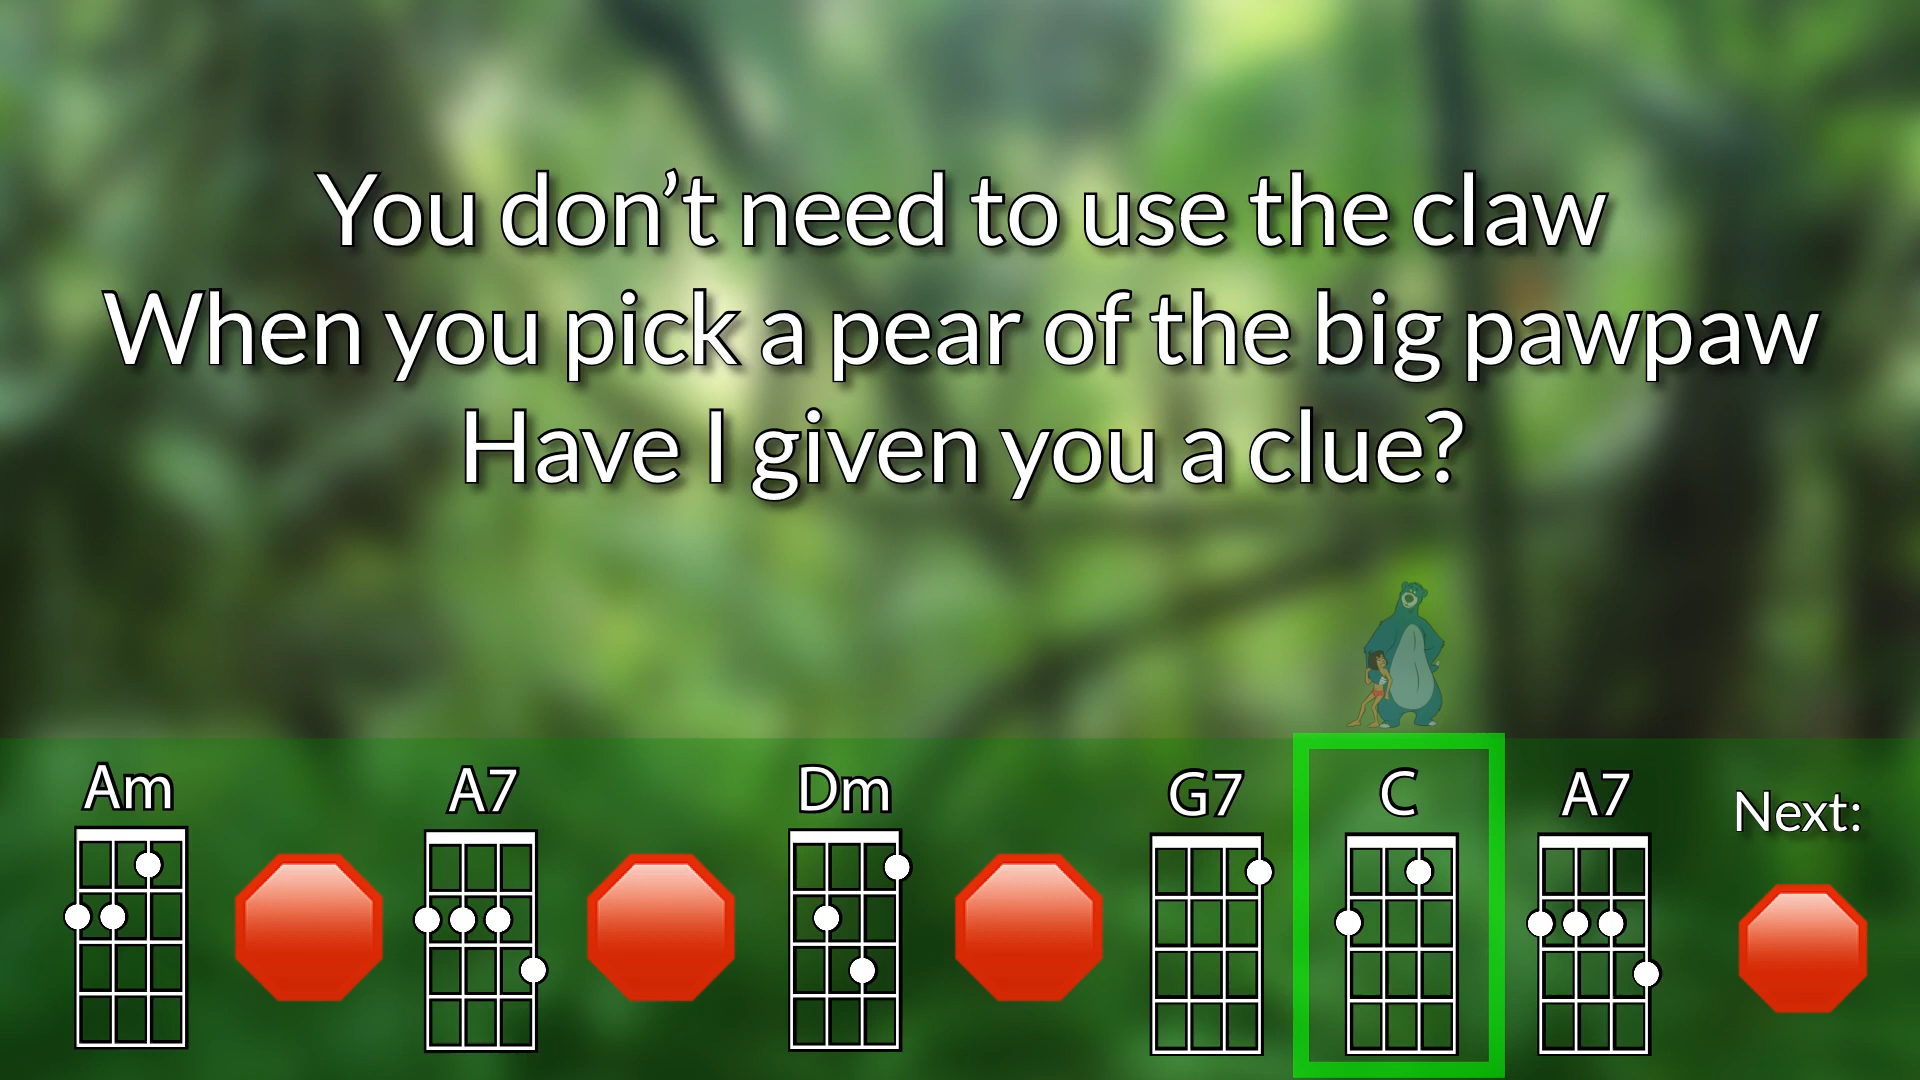 You don’t need to use the claw
When you pick a pear of the big pawpaw
Have I given you a clue?
Am A7 Dm G7 C A7 Next: